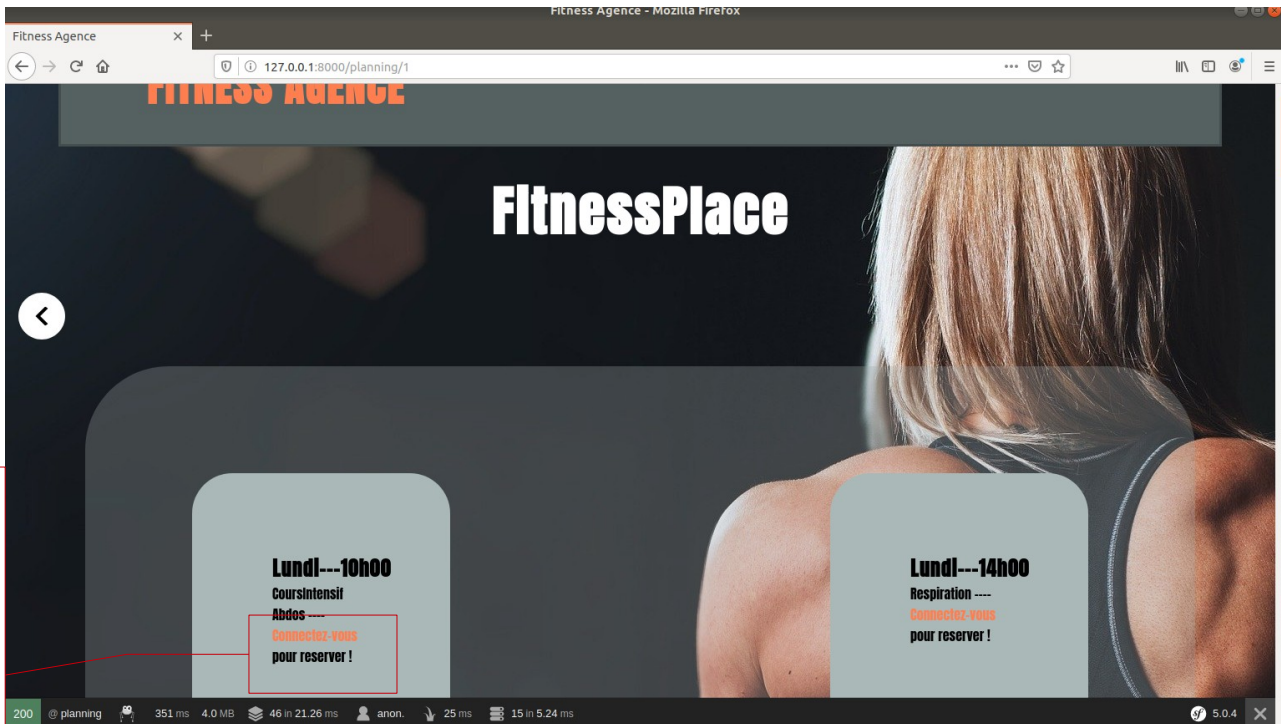 Fitness Agence - Mozilla Firefox
Fitness Agence
127.0.0.1:8000/planning/1
FITNESS AGENCE
FitnessPlace
Lundi---10h00
CoursIntensif
Abdos ----
Connectez-vous
pour reserver !
Lundi---14h00
Respiration ----
Connectez-vous
pour reserver !
200 @ planning 351 ms 4.0 MB 46 in 21.26 ms anon. 25 ms 15 in 5.24 ms sf 5.0.4